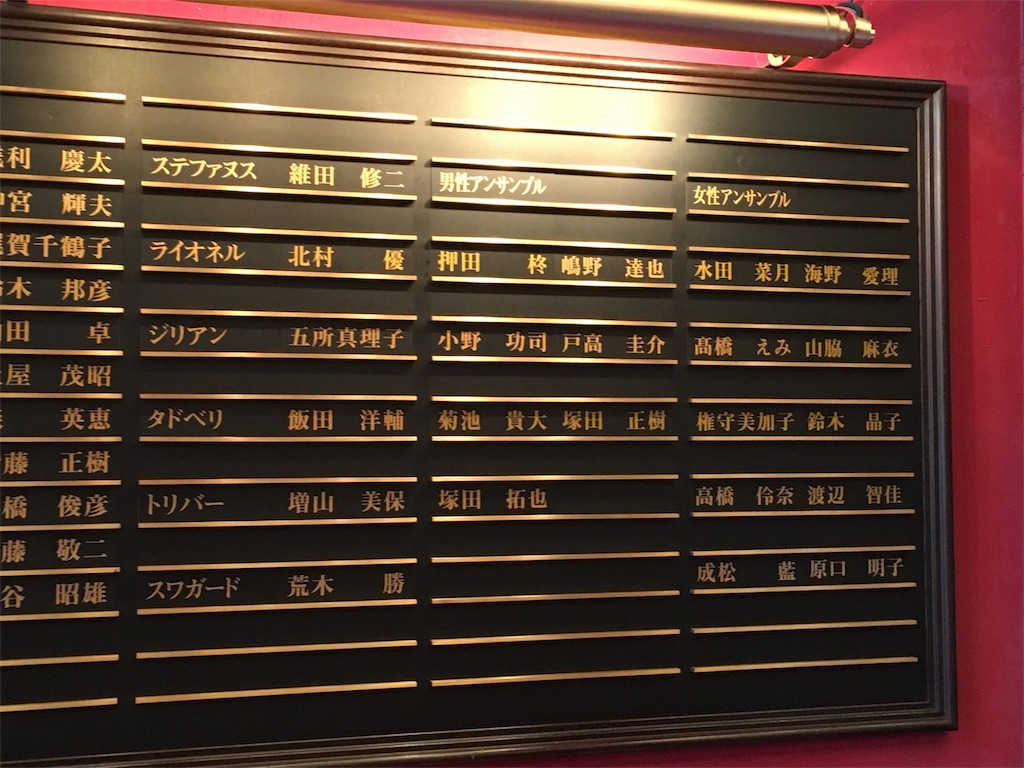 利 慶太
宮 輝夫
賀千鶴子
木 邦彦
田 卓
屋 茂昭
英恵
藤 正樹
橋 俊彦
藤 敬二
谷 昭雄
ステファヌス 維田 修二
ライオネル 北村 優
ジリアン 五所真理子
タドベリ 飯田 洋輔
トリバー 増山 美保
スワガード 荒木 勝
男性アンサンブル
押田 柊 嶋野 達也
小野 功司 戸高 圭介
菊池 貴大 塚田 正樹
塚田 拓也
女性アンサンブル
水田 菜月 海野 愛理
髙橋 えみ 山脇 麻衣
権守美加子 鈴木 晶子
高橋 伶奈 渡辺 智佳
成松 藍 原口 明子